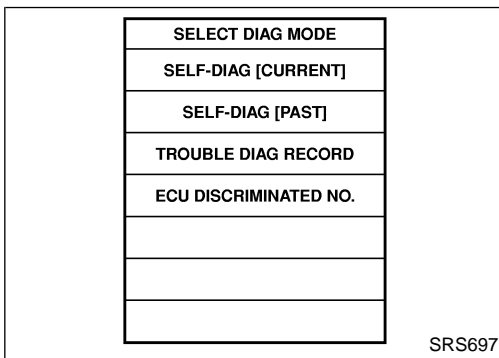 SELECT DIAG MODE
SELF-DIAG [CURRENT]
SELF-DIAG [PAST]
TROUBLE DIAG RECORD
ECU DISCRIMINATED NO.
SRS697